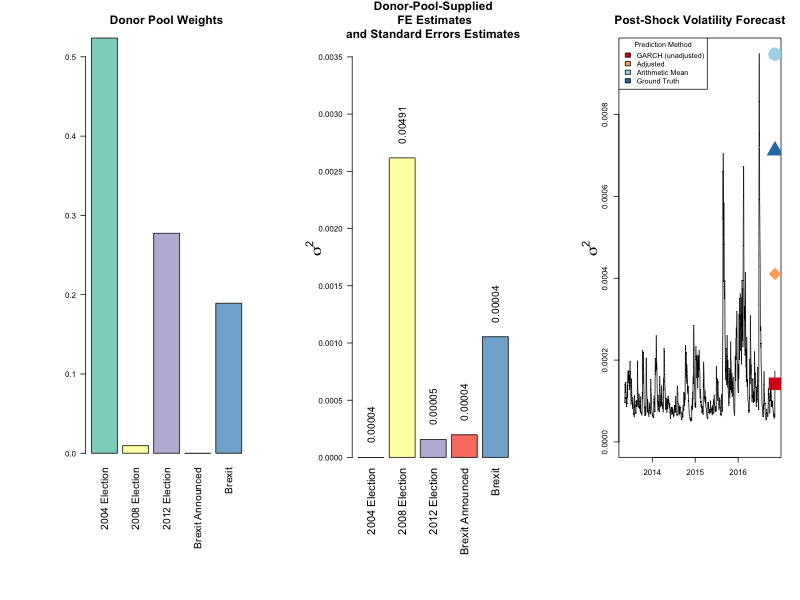 Donor Pool Weights
0.5
0.4
0.3
0.2
0.1
0.0
2004 Election
2008 Election
2012 Election
Brexit Announced
Brexit
Donor-Pool-Supplied
FE Estimates
and Standard Errors Estimates
σ²
0.0035
0.0030
0.0025
0.0020
0.0015
0.0010
0.0005
0.0000
0.00004
0.00491
0.00005
0.00004
0.00004
2004 Election
2008 Election
2012 Election
Brexit Announced
Brexit
Post-Shock Volatility Forecast
Prediction Method
GARCH (unadjusted)
Adjusted
Arithmetic Mean
Ground Truth
σ²
0.0008
0.0006
0.0004
0.0002
0.0000
2014
2015
2016